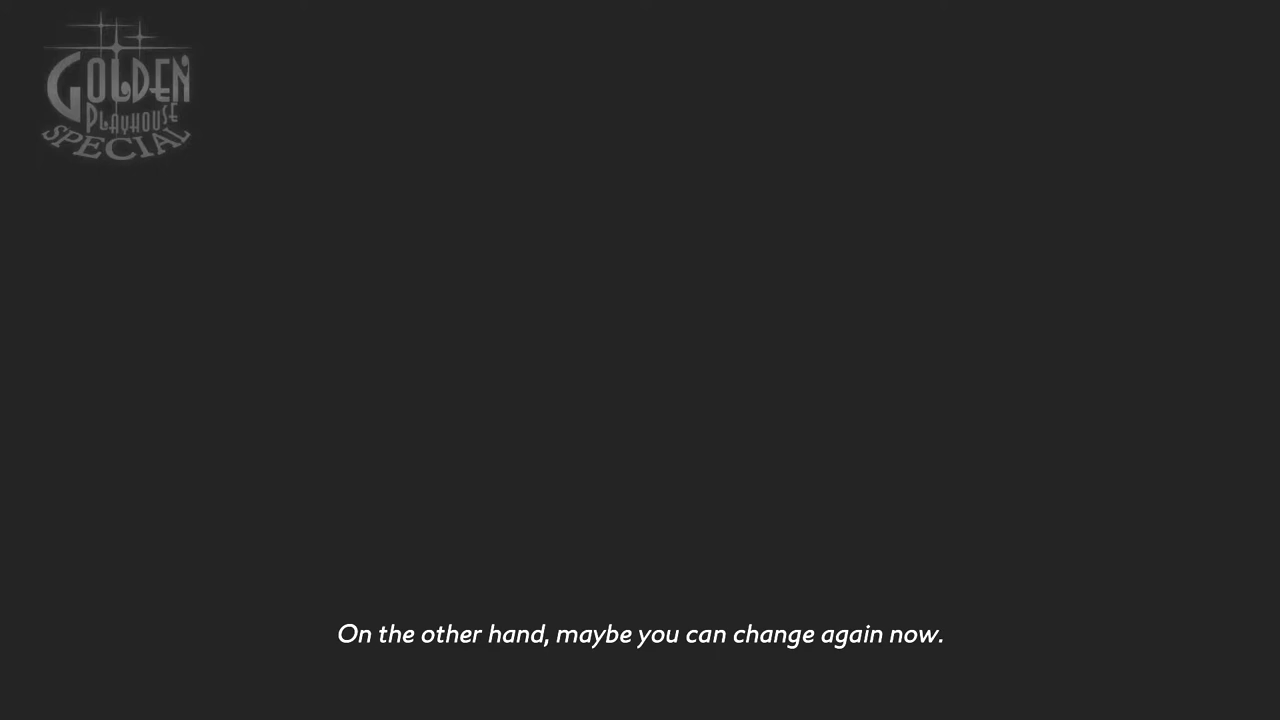 GOLDEN
PLAYHOUSE
SPECIAL
On the other hand, maybe you can change again now.